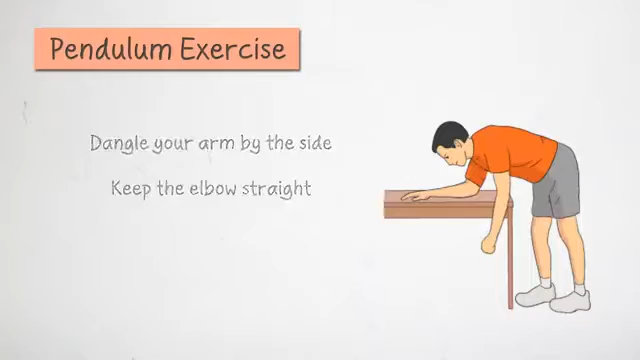 Pendulum Exercise
Dangle your arm by the side
Keep the elbow straight